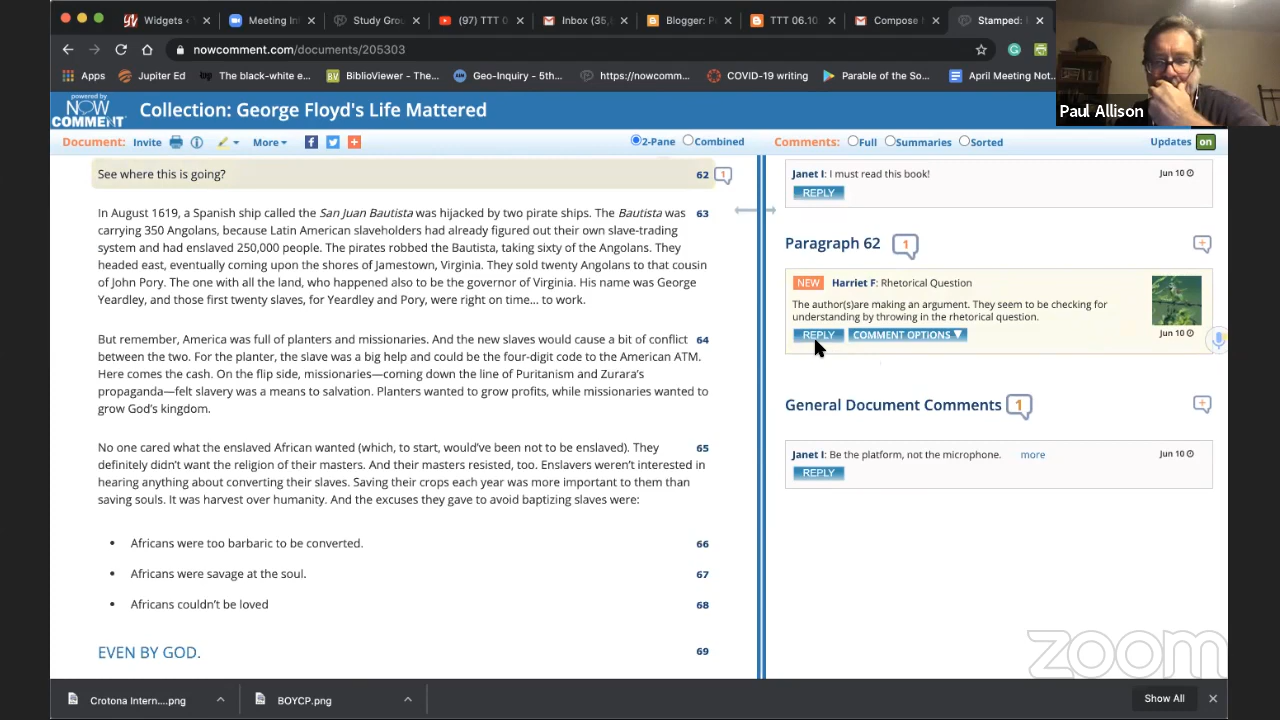 Widgets
Meeting In
Study Grou
(97) TTT 0
Inbox (35,
Blogger: P
TTT 06.10
Compose
Stamped:
Paul Allison
nowcomment.com/documents/205303
Apps
Jupiter Ed
The black-white e...
BiblioViewer - The...
Geo-Inquiry - 5th...
https://nowcomm...
COVID-19 writing
Parable of the So...
April Meeting Not...
powered by
NOW
COMMENT
Collection: George Floyd's Life Mattered
Document: Invite More
2-Pane Combined
Comments: Full Summaries Sorted
Updates on
See where this is going? 62 1
In August 1619, a Spanish ship called the San Juan Bautista was hijacked by two pirate ships. The Bautista was 63
carrying 350 Angolans, because Latin American slaveholders had already figured out their own slave-trading
system and had enslaved 250,000 people. The pirates robbed the Bautista, taking sixty of the Angolans. They
headed east, eventually coming upon the shores of Jamestown, Virginia. They sold twenty Angolans to that cousin
of John Pory. The one with all the land, who happened also to be the governor of Virginia. His name was George
Yeardley, and those first twenty slaves, for Yeardley and Pory, were right on time... to work.
But remember, America was full of planters and missionaries. And the new slaves would cause a bit of conflict 64
between the two. For the planter, the slave was a big help and could be the four-digit code to the American ATM.
Here comes the cash. On the flip side, missionaries—coming down the line of Puritanism and Zurara's
propaganda—felt slavery was a means to salvation. Planters wanted to grow profits, while missionaries wanted to
grow God's kingdom.
No one cared what the enslaved African wanted (which, to start, would've been not to be enslaved). They 65
definitely didn't want the religion of their masters. And their masters resisted, too. Enslavers weren't interested in
hearing anything about converting their slaves. Saving their crops each year was more important to them than
saving souls. It was harvest over humanity. And the excuses they gave to avoid baptizing slaves were:
• Africans were too barbaric to be converted. 66
• Africans were savage at the soul. 67
• Africans couldn't be loved 68
EVEN BY GOD. 69
Janet I: I must read this book! Jun 10
REPLY
Paragraph 62 1
NEW Harriet F: Rhetorical Question
The author(s)are making an argument. They seem to be checking for
understanding by throwing in the rhetorical question.
REPLY COMMENT OPTIONS Jun 10
General Document Comments 1
Janet I: Be the platform, not the microphone. more Jun 10
REPLY
zoom
Crotona Intern....png
BOYCP.png
Show All